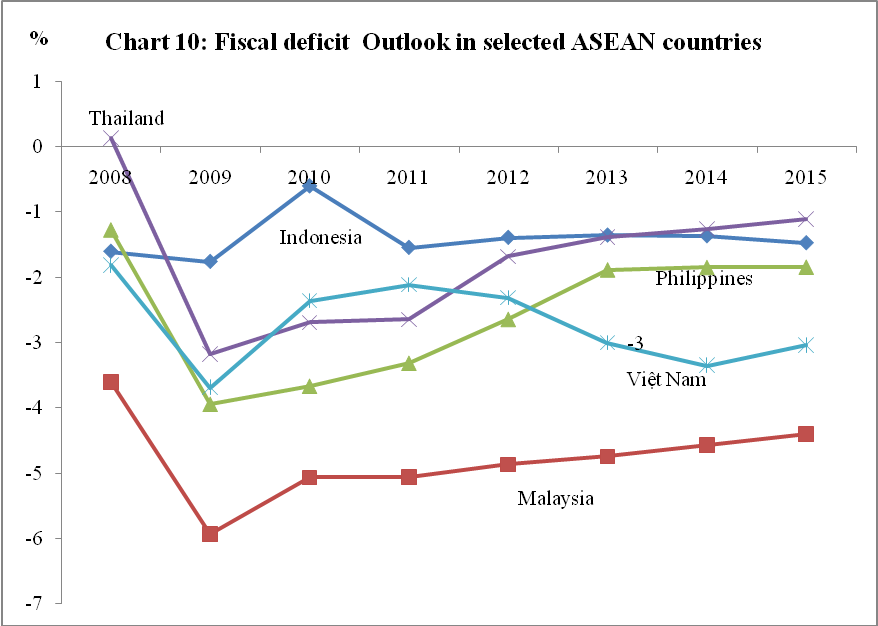 %
Chart 10: Fiscal deficit Outlook in selected ASEAN countries
1
Thailand
0
2008 2009 2010 2011 2012 2013 2014 2015
-1
Indonesia
-2
Philippines
-3
-3
Việt Nam
-4
-5
Malaysia
-6
-7